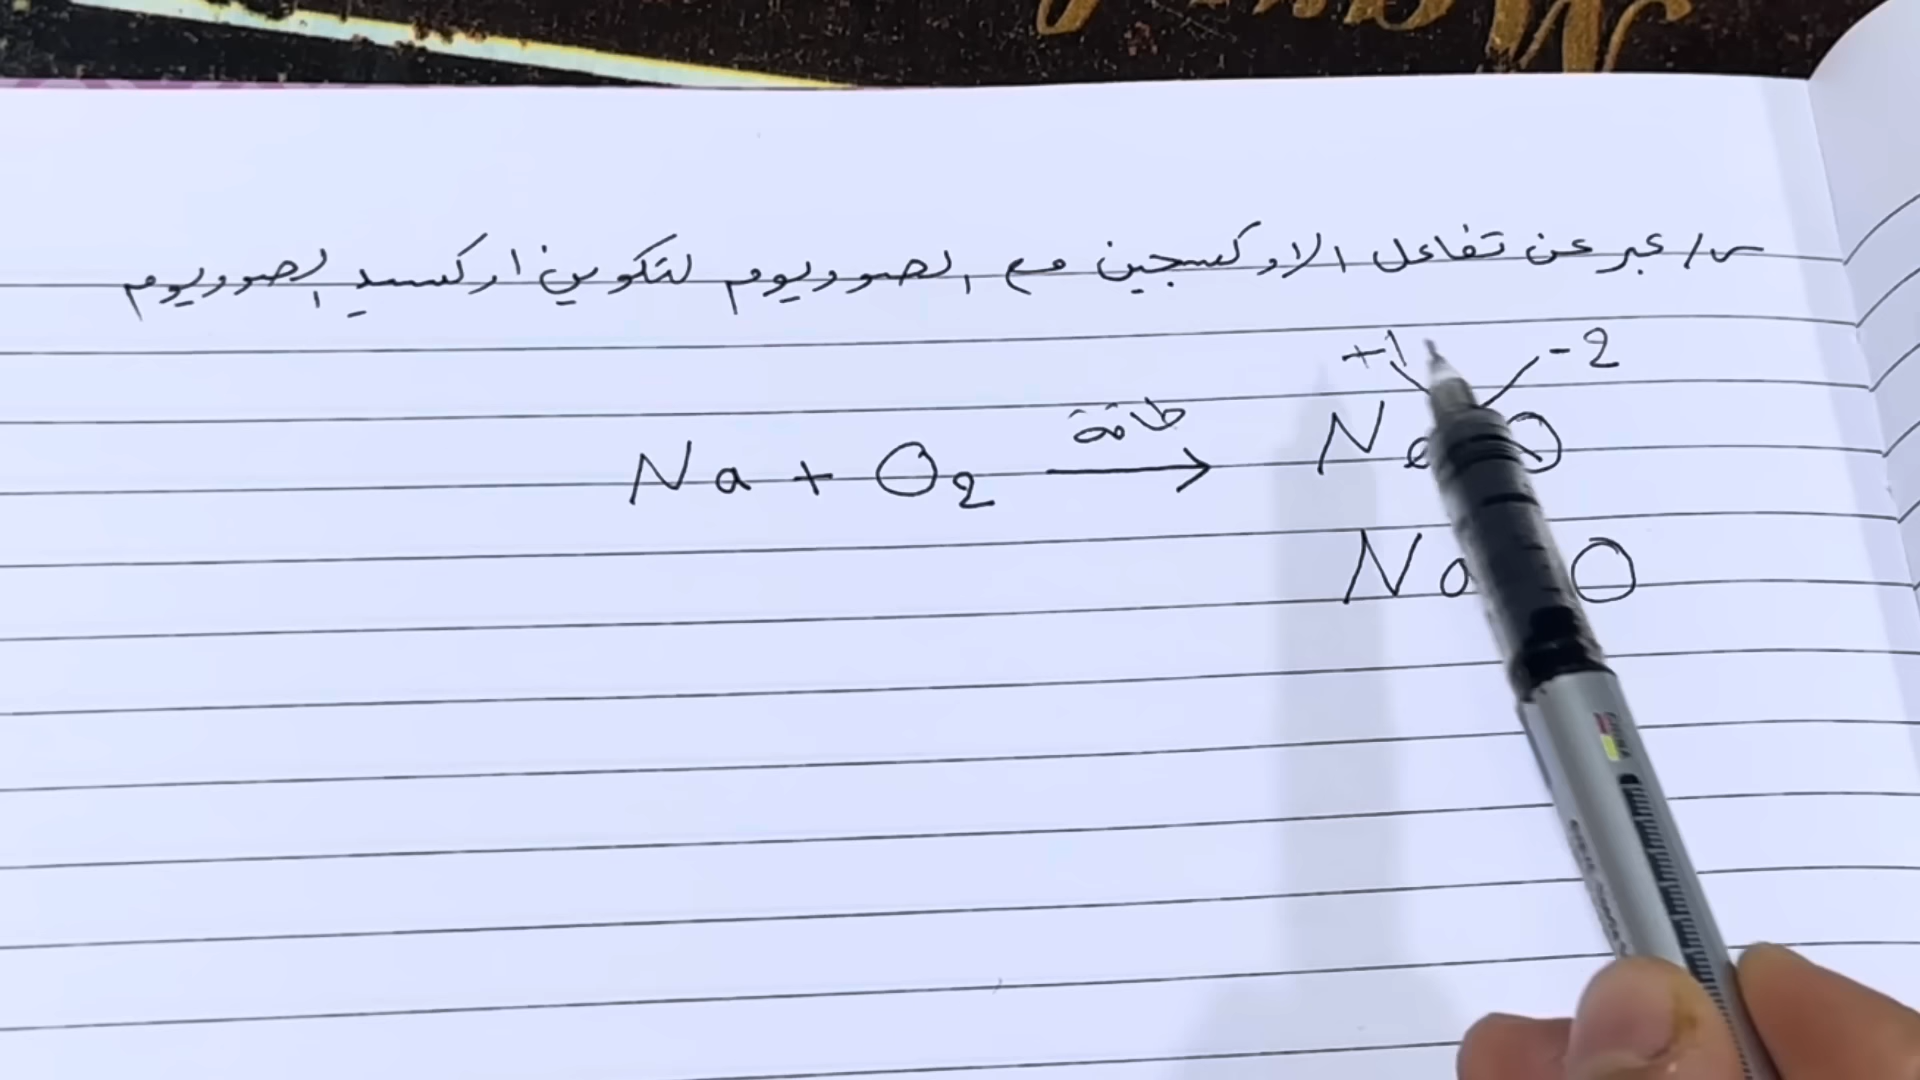 س/ عبر عن تفاعل الاوكسجين مع الصوديوم لتكوين اوكسيد الصوديوم
+1 -2
Na + O2 طاقة → Na O
Na O